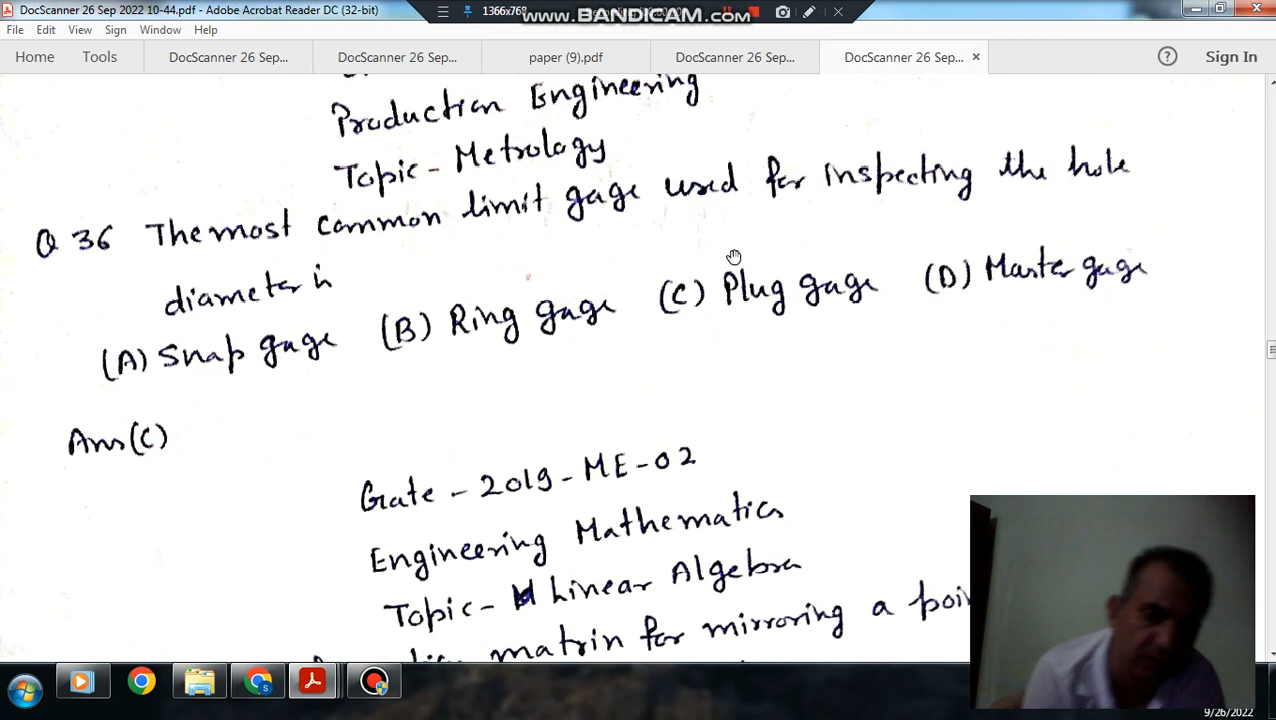 DocScanner 26 Sep 2022 10-44.pdf - Adobe Acrobat Reader DC (32-bit)
1366x768
www.BANDICAM.com
File Edit View Sign Window Help
Home Tools DocScanner 26 Sep... DocScanner 26 Sep... paper (9).pdf DocScanner 26 Sep... DocScanner 26 Sep... × Sign In
Production Engineering
Topic - Metrology
Q 36 The most common limit gage used for inspecting the hole
diameter is
(A) Snap gage (B) Ring gage (C) Plug gage (D) Master gage
Ans (C)
Gate - 2019 - ME - 02
Engineering Mathematics
Topic - Linear Algebra
matrin for mirroring a poin
9/26/2022